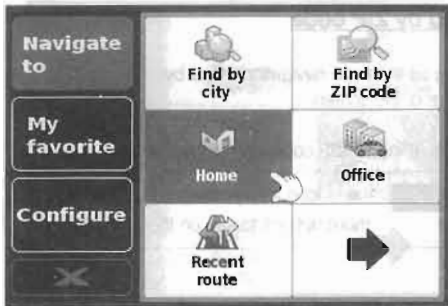 Navigate
to
My
favorite
Configure
Find by
city
Find by
ZIP code
Home
Office
Recent
route